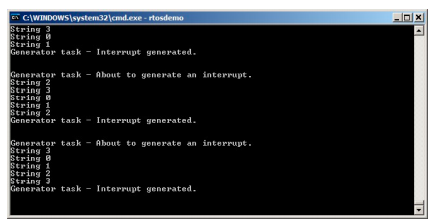 C:\WINDOWS\system32\cmd.exe - rtosdemo
String 3
String 0
String 1
Generator task - Interrupt generated.
Generator task - About to generate an interrupt.
String 2
String 3
String 0
String 1
String 2
Generator task - Interrupt generated.
Generator task - About to generate an interrupt.
String 3
String 0
String 1
String 2
String 3
Generator task - Interrupt generated.